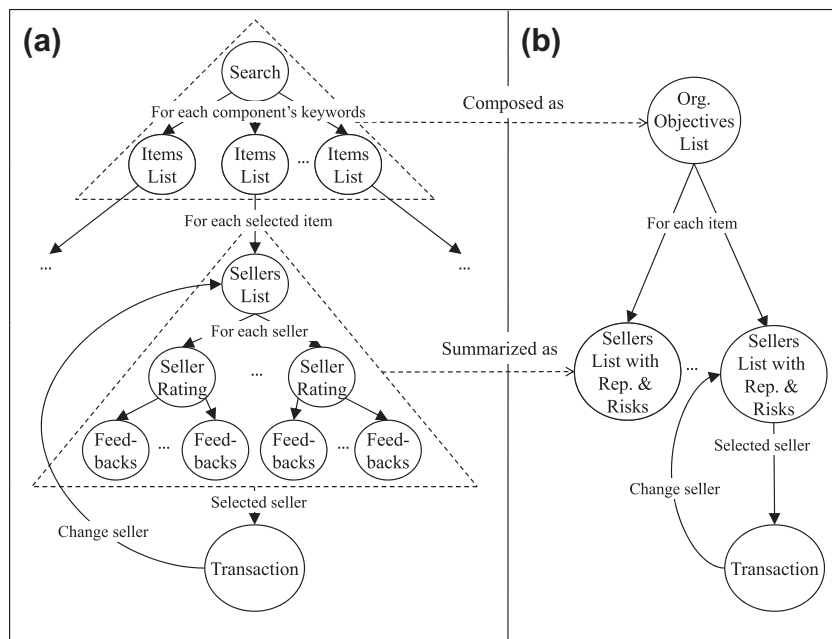 (a)
Search
For each component's keywords
Items
List
Items
List
...
Items
List
For each selected item
...
...
Sellers
List
For each seller
Seller
Rating
...
Seller
Rating
Feed-
backs
...
Feed-
backs
Feed-
backs
...
Feed-
backs
Selected seller
Change seller
Transaction
Composed as
Summarized as
(b)
Org.
Objectives
List
For each item
Sellers
List with
Rep. &
Risks
...
Sellers
List with
Rep. &
Risks
Selected seller
Change seller
Transaction